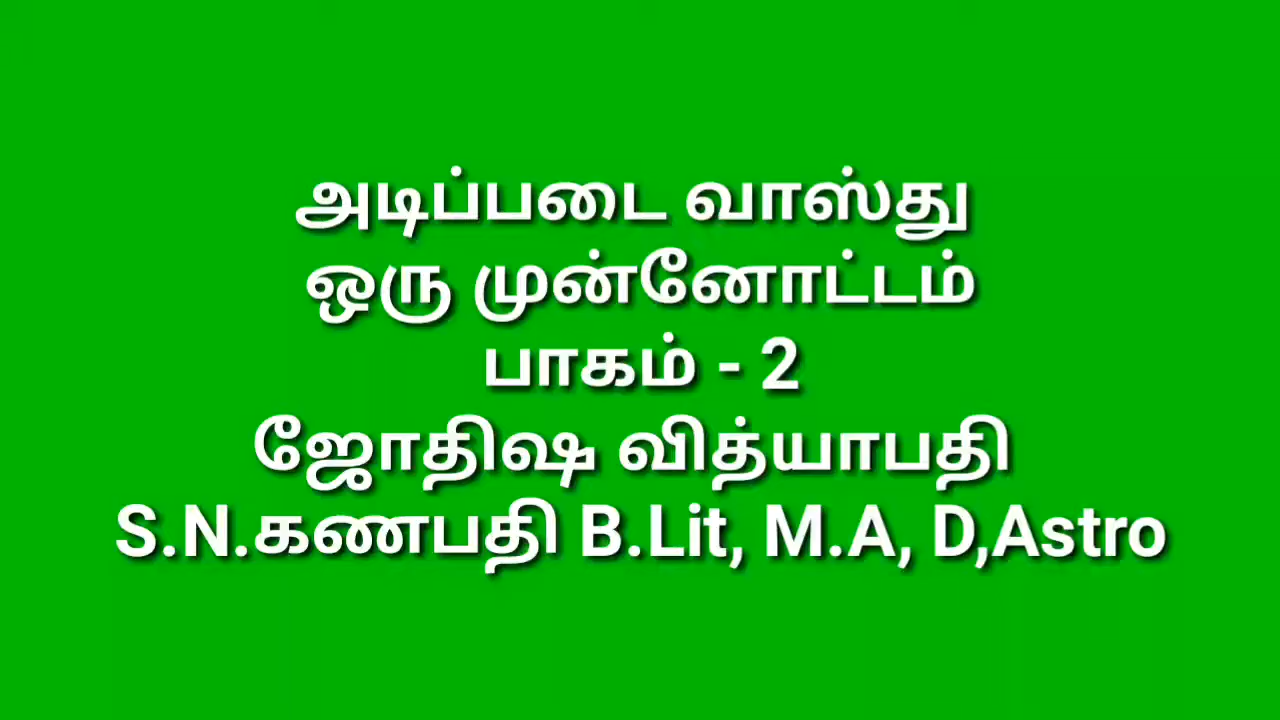 அடிப்படை வாஸ்து
ஒரு முன்னோட்டம்
பாகம் - 2
ஜோதிஷ வித்யாபதி
S.N.கணபதி B.Lit, M.A, D,Astro